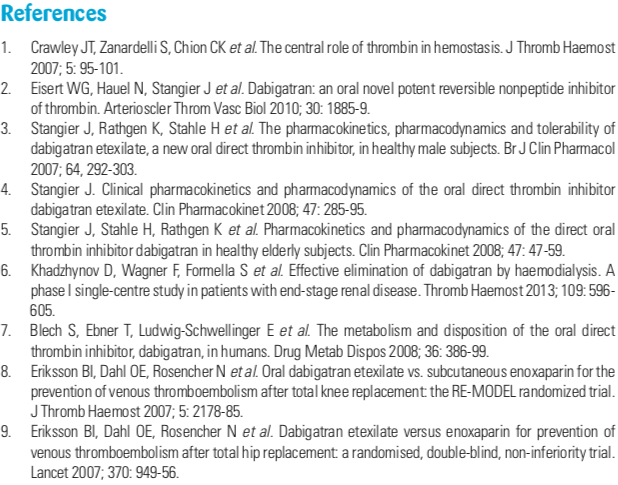 References
1. Crawley JT, Zanardelli S, Chion CK et al. The central role of thrombin in hemostasis. J Thromb Haemost
2007; 5: 95-101.
2. Eisert WG, Hauel N, Stangier J et al. Dabigatran: an oral novel potent reversible nonpeptide inhibitor
of thrombin. Arterioscler Throm Vasc Biol 2010; 30: 1885-9.
3. Stangier J, Rathgen K, Stahle H et al. The pharmacokinetics, pharmacodynamics and tolerability of
dabigatran etexilate, a new oral direct thrombin inhibitor, in healthy male subjects. Br J Clin Pharmacol
2007; 64, 292-303.
4. Stangier J. Clinical pharmacokinetics and pharmacodynamics of the oral direct thrombin inhibitor
dabigatran etexilate. Clin Pharmacokinet 2008; 47: 285-95.
5. Stangier J, Stahle H, Rathgen K et al. Pharmacokinetics and pharmacodynamics of the direct oral
thrombin inhibitor dabigatran in healthy elderly subjects. Clin Pharmacokinet 2008; 47: 47-59.
6. Khadzhynov D, Wagner F, Formella S et al. Effective elimination of dabigatran by haemodialysis. A
phase I single-centre study in patients with end-stage renal disease. Thromb Haemost 2013; 109: 596-
605.
7. Blech S, Ebner T, Ludwig-Schwellinger E et al. The metabolism and disposition of the oral direct
thrombin inhibitor, dabigatran, in humans. Drug Metab Dispos 2008; 36: 386-99.
8. Eriksson BI, Dahl OE, Rosencher N et al. Oral dabigatran etexilate vs. subcutaneous enoxaparin for the
prevention of venous thromboembolism after total knee replacement: the RE-MODEL randomized trial.
J Thromb Haemost 2007; 5: 2178-85.
9. Eriksson BI, Dahl OE, Rosencher N et al. Dabigatran etexilate versus enoxaparin for prevention of
venous thromboembolism after total hip replacement: a randomised, double-blind, non-inferiority trial.
Lancet 2007; 370: 949-56.